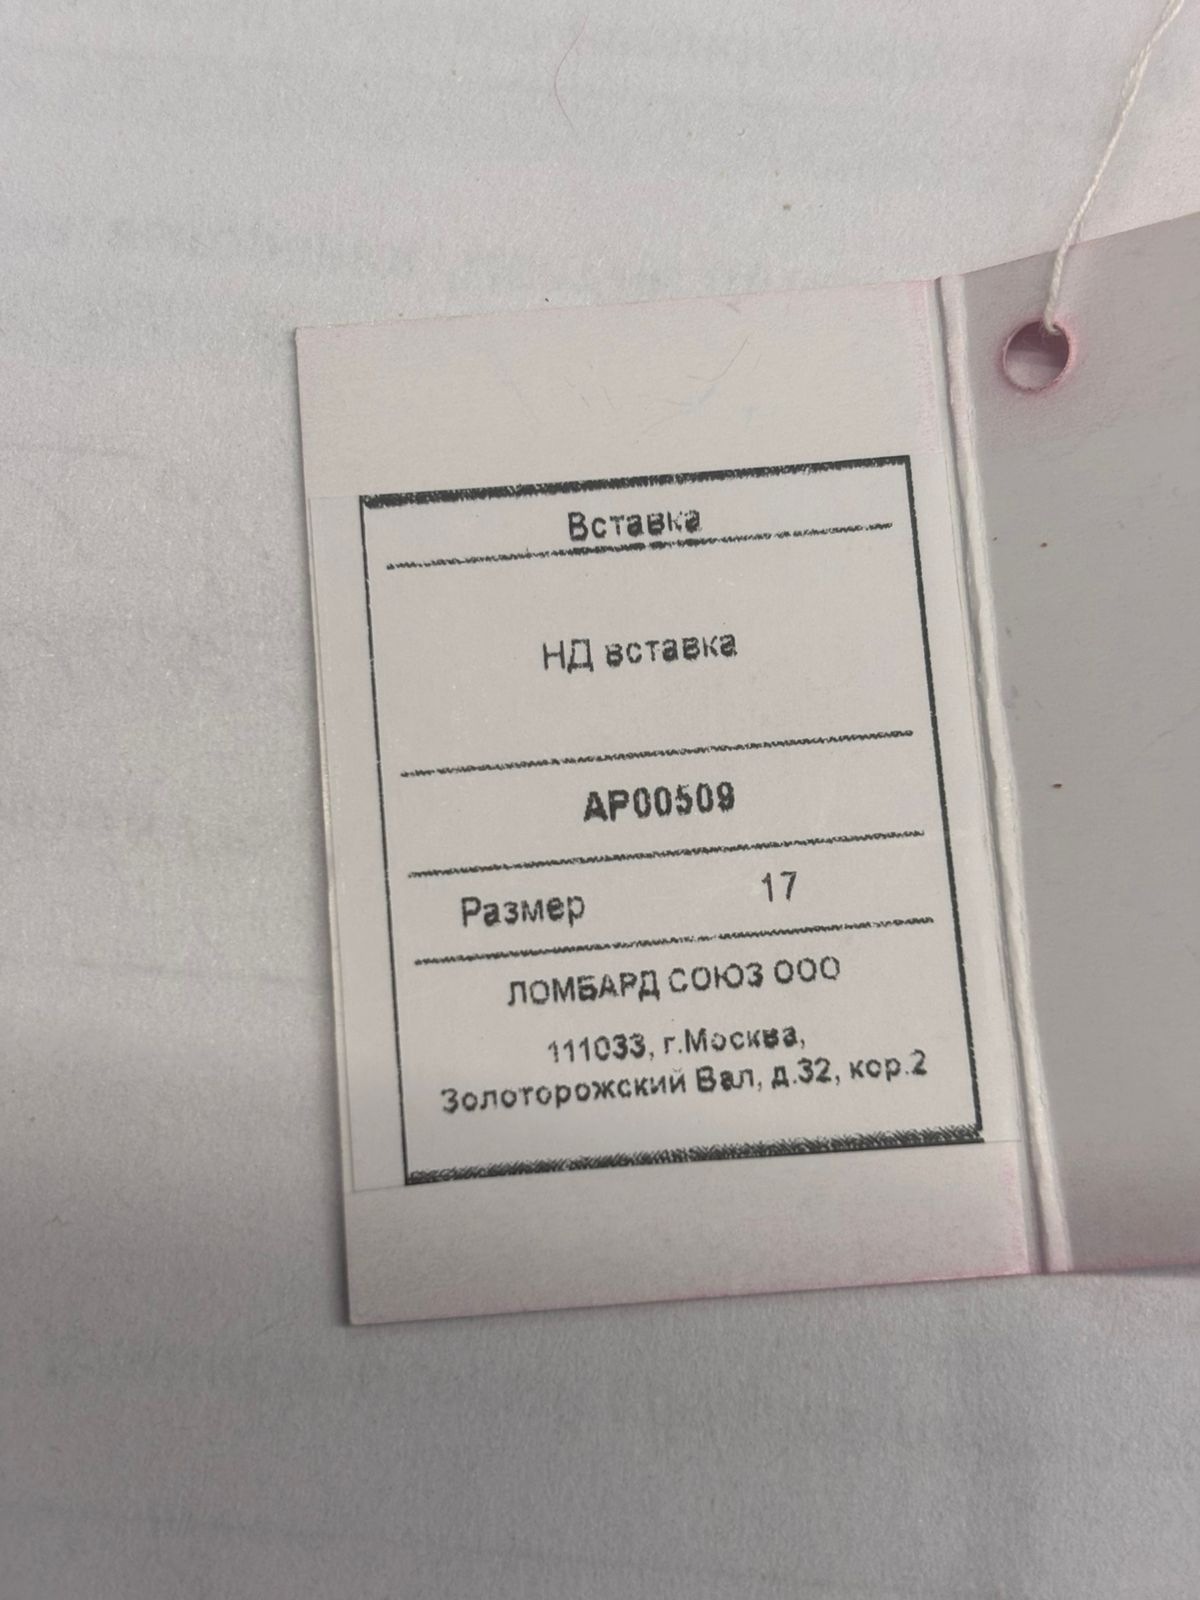 Вставка
НД вставка
АР00509
Размер 17
ЛОМБАРД СОЮЗ ООО
111033, г.Москва,
Золоторожский Вал, д.32, кор.2